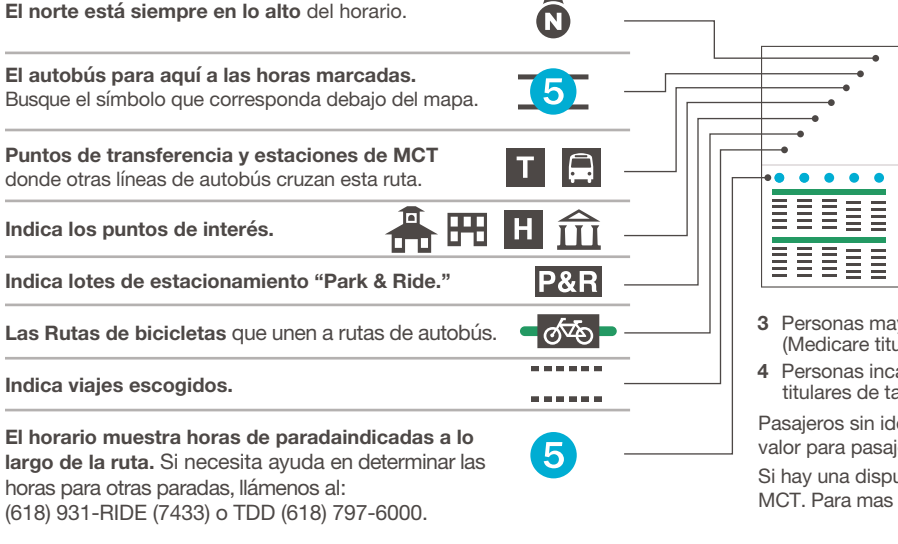 El norte está siempre en lo alto del horario.
N
El autobús para aquí a las horas marcadas.
Busque el símbolo que corresponda debajo del mapa.
5
Puntos de transferencia y estaciones de MCT
donde otras líneas de autobús cruzan esta ruta.
T
Indica los puntos de interés.
H
Indica lotes de estacionamiento “Park & Ride.”
P&R
Las Rutas de bicicletas que unen a rutas de autobús.
Indica viajes escogidos.
El horario muestra horas de paradaindicadas a lo
largo de la ruta. Si necesita ayuda en determinar las
horas para otras paradas, llámenos al:
(618) 931-RIDE (7433) o TDD (618) 797-6000.
5
3 Personas
(Medicare
4 Personas
titulares de
Pasajeros sin
valor para
Si hay una
MCT. Para mas